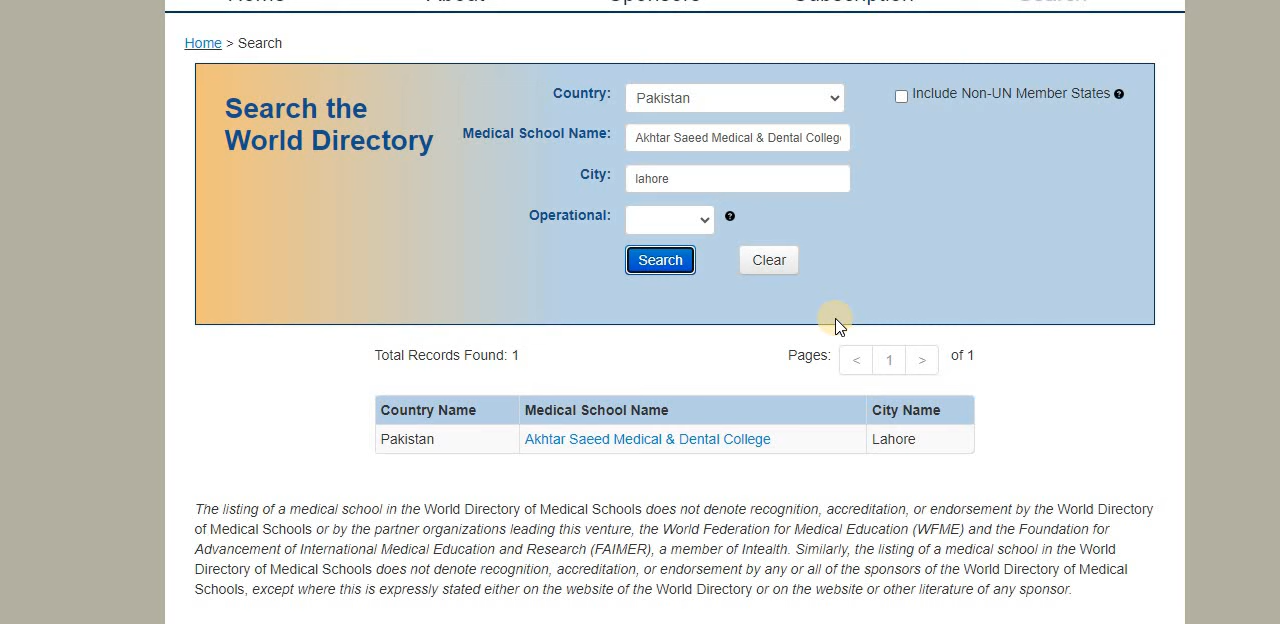 Home About Sponsors Subscription Search
Home > Search
Search the
World Directory
Country:
Pakistan
Include Non-UN Member States ?
Medical School Name:
Akhtar Saeed Medical & Dental Colleg
City:
lahore
Operational:
?
Search Clear
Total Records Found: 1 Pages: < 1 > of 1
Country Name Medical School Name City Name
Pakistan Akhtar Saeed Medical & Dental College Lahore
The listing of a medical school in the World Directory of Medical Schools does not denote recognition, accreditation, or endorsement by the World Directory
of Medical Schools or by the partner organizations leading this venture, the World Federation for Medical Education (WFME) and the Foundation for
Advancement of International Medical Education and Research (FAIMER), a member of Intealth. Similarly, the listing of a medical school in the World
Directory of Medical Schools does not denote recognition, accreditation, or endorsement by any or all of the sponsors of the World Directory of Medical
Schools, except where this is expressly stated either on the website of the World Directory or on the website or other literature of any sponsor.